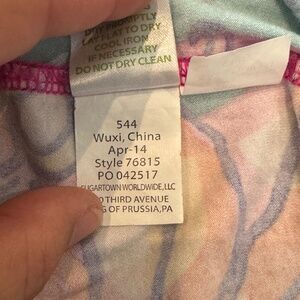 PROMPTLY
LAY FLAT TO DRY
COOL IRON
IF NECESSARY
DO NOT DRY CLEAN
544
Wuxi, China
Apr-14
Style 76815
PO 042517
SUGARTOWN WORLDWIDE, LLC
THIRD AVENUE
OF PRUSSIA, PA